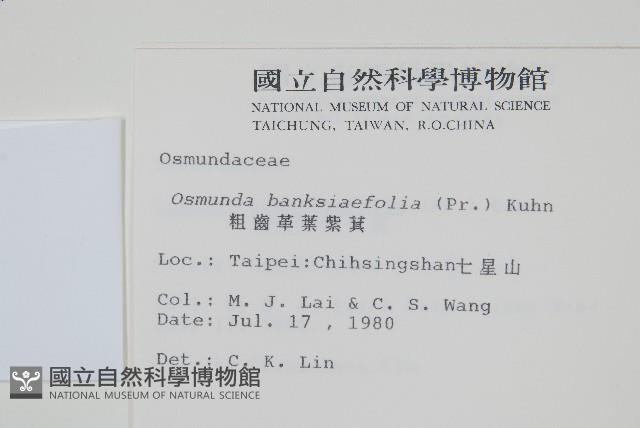 國立自然科學博物館
NATIONAL MUSEUM OF NATURAL SCIENCE
TAICHUNG, TAIWAN, R.O.CHINA
Osmundaceae
Osmunda banksiaefolia (Pr.) Kuhn
粗齒革葉紫萁
Loc.: Taipei:Chihsingshan七星山
Col.: M. J. Lai & C. S. Wang
Date: Jul. 17 , 1980
Det.: C. K. Lin
國立自然科學博物館
NATIONAL MUSEUM OF NATURAL SCIENCE